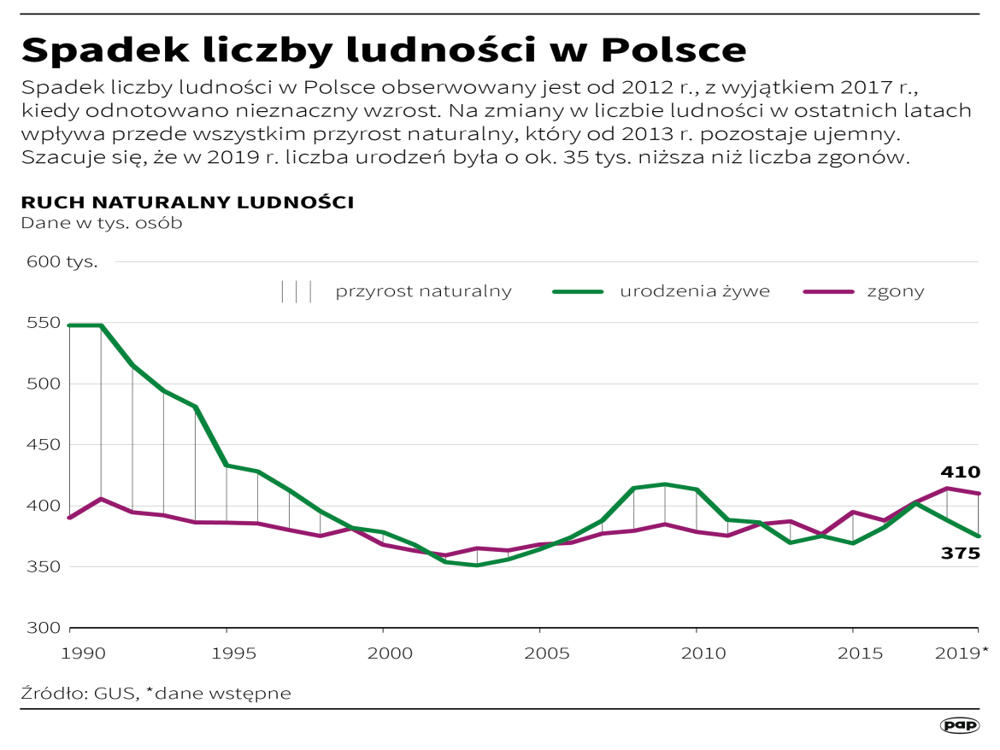 Spadek liczby ludności w Polsce
Spadek liczby ludności w Polsce obserwowany jest od 2012 r., z wyjątkiem 2017 r.,
kiedy odnotowano nieznaczny wzrost. Na zmiany w liczbie ludności w ostatnich latach
wpływa przede wszystkim przyrost naturalny, który od 2013 r. pozostaje ujemny.
Szacuje się, że w 2019 r. liczba urodzeń była o ok. 35 tys. niższa niż liczba zgonów.
RUCH NATURALNY LUDNOŚCI
Dane w tys. osób
600 tys.
przyrost naturalny urodzenia żywe zgony
550
500
450
410
400
375
350
300
1990 1995 2000 2005 2010 2015 2019*
Źródło: GUS, *dane wstępne
pap